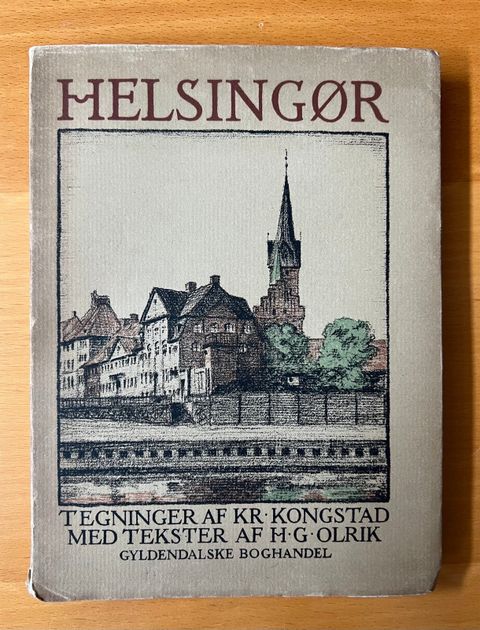 HELSINGØR
TEGNINGER AF KR·KONGSTAD
MED TEKSTER AF H·G·OLRIK
GYLDENDALSKE BOGHANDEL